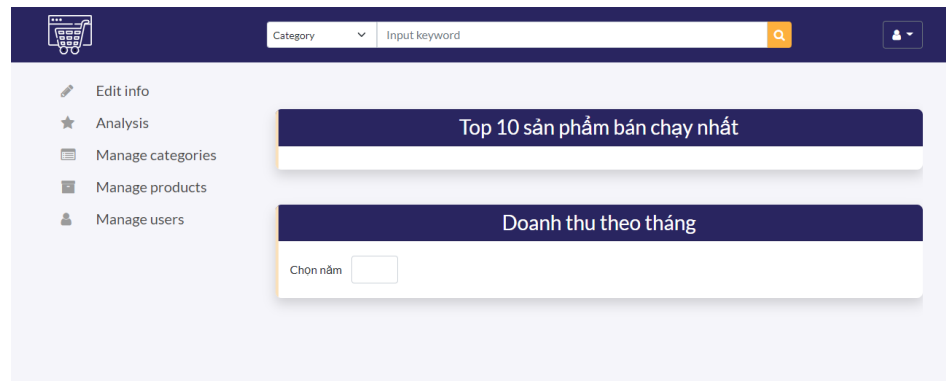 Category
Input keyword
Edit info
Analysis
Manage categories
Manage products
Manage users
Top 10 sản phẩm bán chạy nhất
Doanh thu theo tháng
Chọn năm